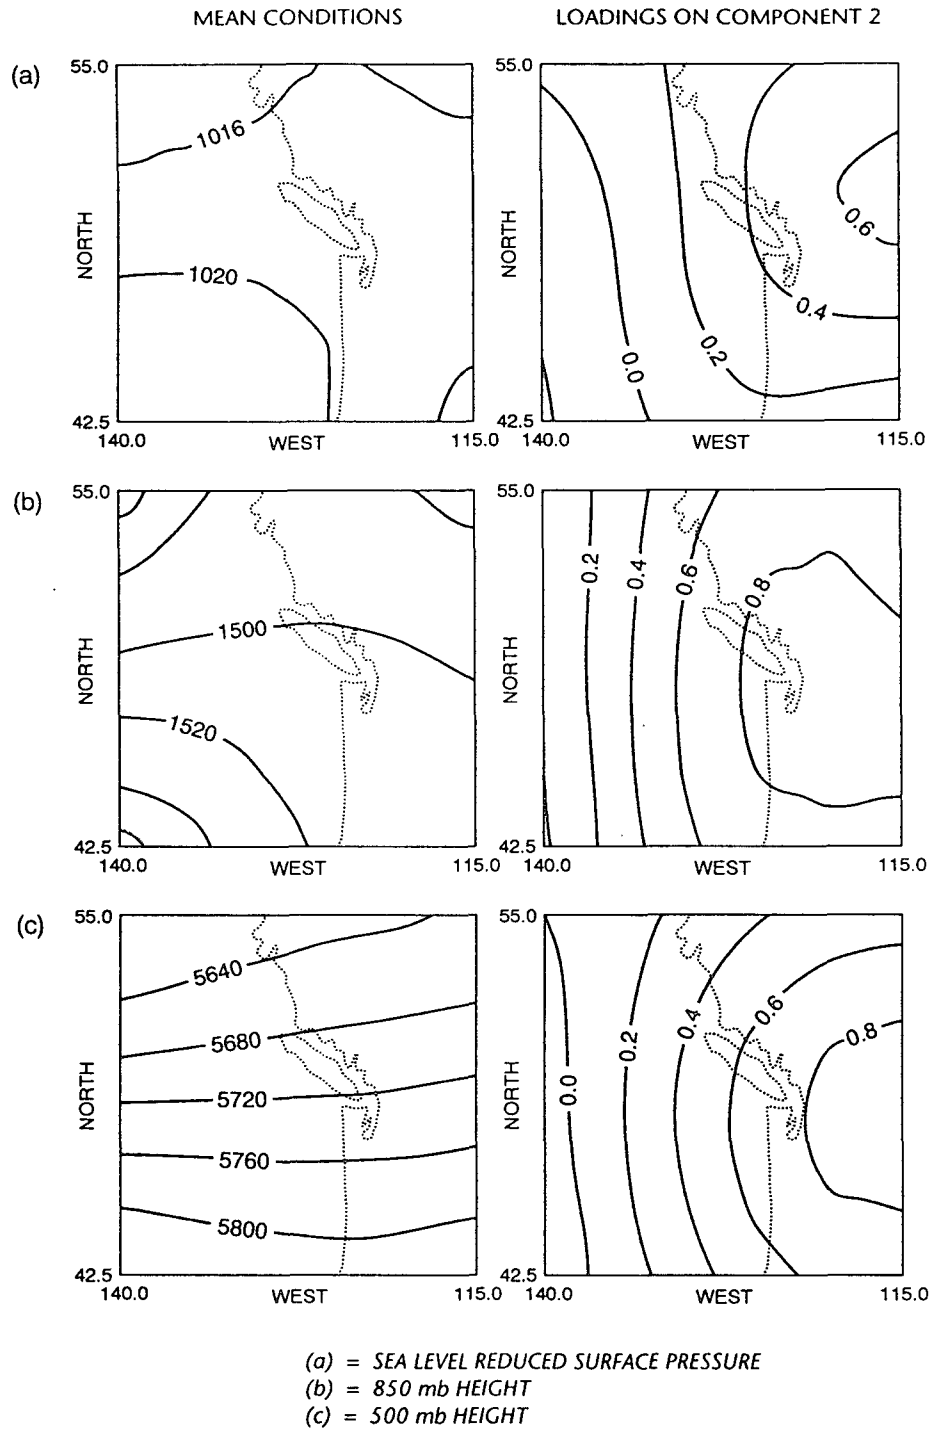 MEAN CONDITIONS
LOADINGS ON COMPONENT 2
(a)
55.0
NORTH
1016
1020
42.5
140.0
WEST
115.0
55.0
NORTH
0.6
0.4
0.2
0.0
42.5
140.0
WEST
115.0
(b)
55.0
NORTH
1500
1520
42.5
140.0
WEST
115.0
55.0
NORTH
0.2
0.4
0.6
0.8
42.5
140.0
WEST
115.0
(c)
55.0
NORTH
5640
5680
5720
5760
5800
42.5
140.0
WEST
115.0
55.0
NORTH
0.0
0.2
0.4
0.6
0.8
42.5
140.0
WEST
115.0
(a) = SEA LEVEL REDUCED SURFACE PRESSURE
(b) = 850 mb HEIGHT
(c) = 500 mb HEIGHT